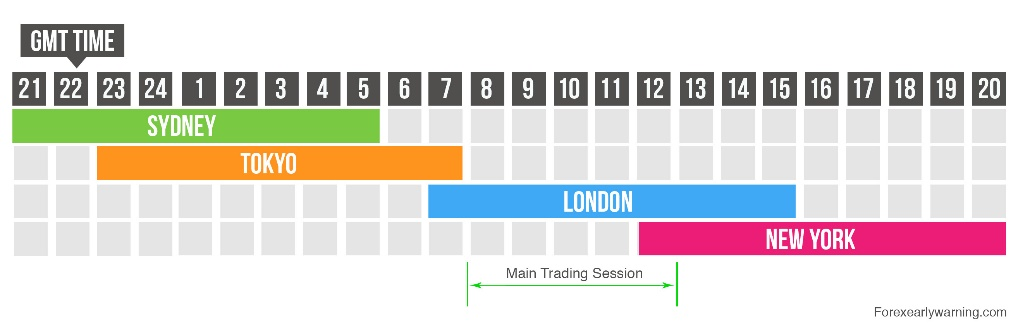 GMT TIME
21 22 23 24 1 2 3 4 5 6 7 8 9 10 11 12 13 14 15 16 17 18 19 20
SYDNEY
TOKYO
LONDON
NEW YORK
Main Trading Session
Forexearlywarning.com